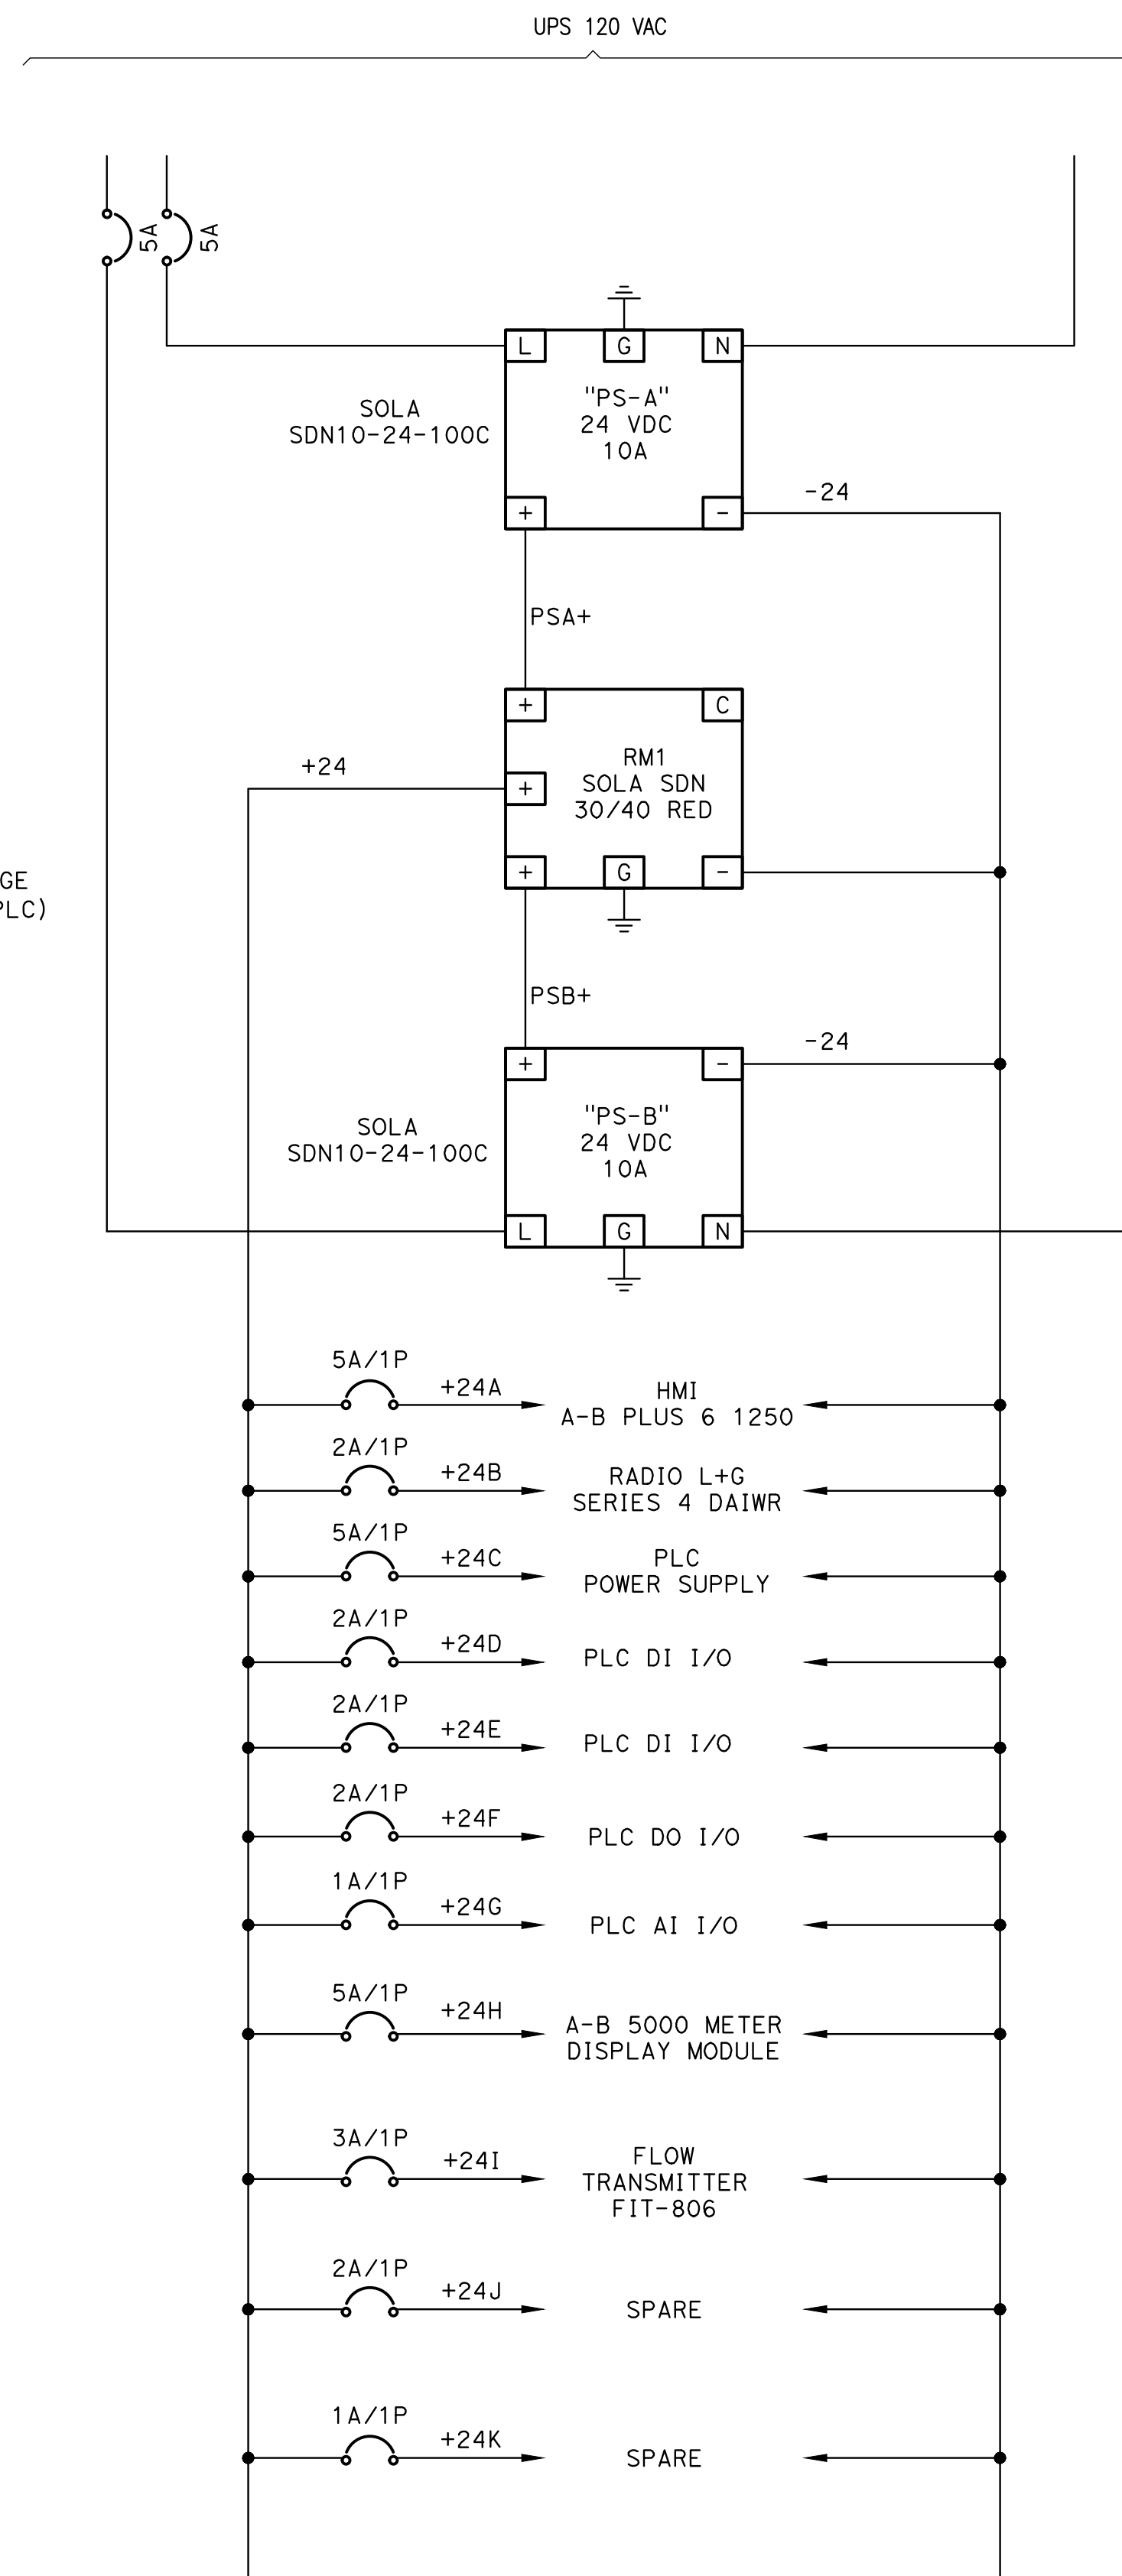 UPS 120 VAC
5A
5A
L
G
N
SOLA
SDN10-24-100C
"PS-A"
24 VDC
10A
+
-
-24
PSA+
+
C
+24
+
RM1
SOLA SDN
30/40 RED
GE
PLC)
+
G
-
PSB+
+
-
-24
SOLA
SDN10-24-100C
"PS-B"
24 VDC
10A
L
G
N
5A/1P
+24A
HMI
A-B PLUS 6 1250
2A/1P
+24B
RADIO L+G
SERIES 4 DAIWR
5A/1P
+24C
PLC
POWER SUPPLY
2A/1P
+24D
PLC DI I/O
2A/1P
+24E
PLC DI I/O
2A/1P
+24F
PLC DO I/O
1A/1P
+24G
PLC AI I/O
5A/1P
+24H
A-B 5000 METER
DISPLAY MODULE
3A/1P
+24I
FLOW
TRANSMITTER
FIT-806
2A/1P
+24J
SPARE
1A/1P
+24K
SPARE